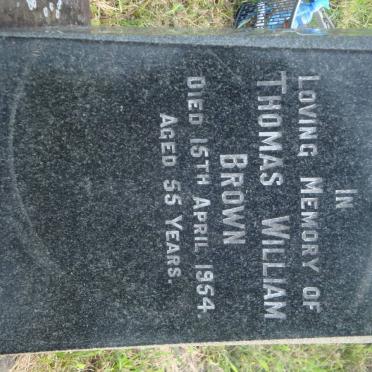 IN
LOVING MEMORY OF
THOMAS WILLIAM
BROWN
DIED 15TH APRIL 1954.
AGED 55 YEARS.